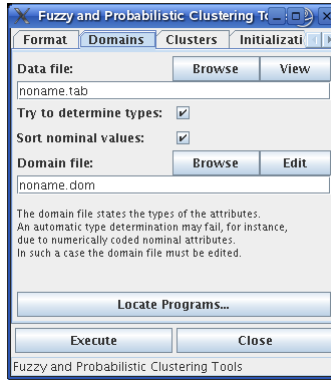 Fuzzy and Probabilistic Clustering T
Format Domains Clusters Initializati
Data file: Browse View
noname.tab
Try to determine types:
Sort nominal values:
Domain file: Browse Edit
noname.dom
The domain file states the types of the attributes.
An automatic type determination may fail, for instance,
due to numerically coded nominal attributes.
In such a case the domain file must be edited.
Locate Programs...
Execute Close
Fuzzy and Probabilistic Clustering Tools